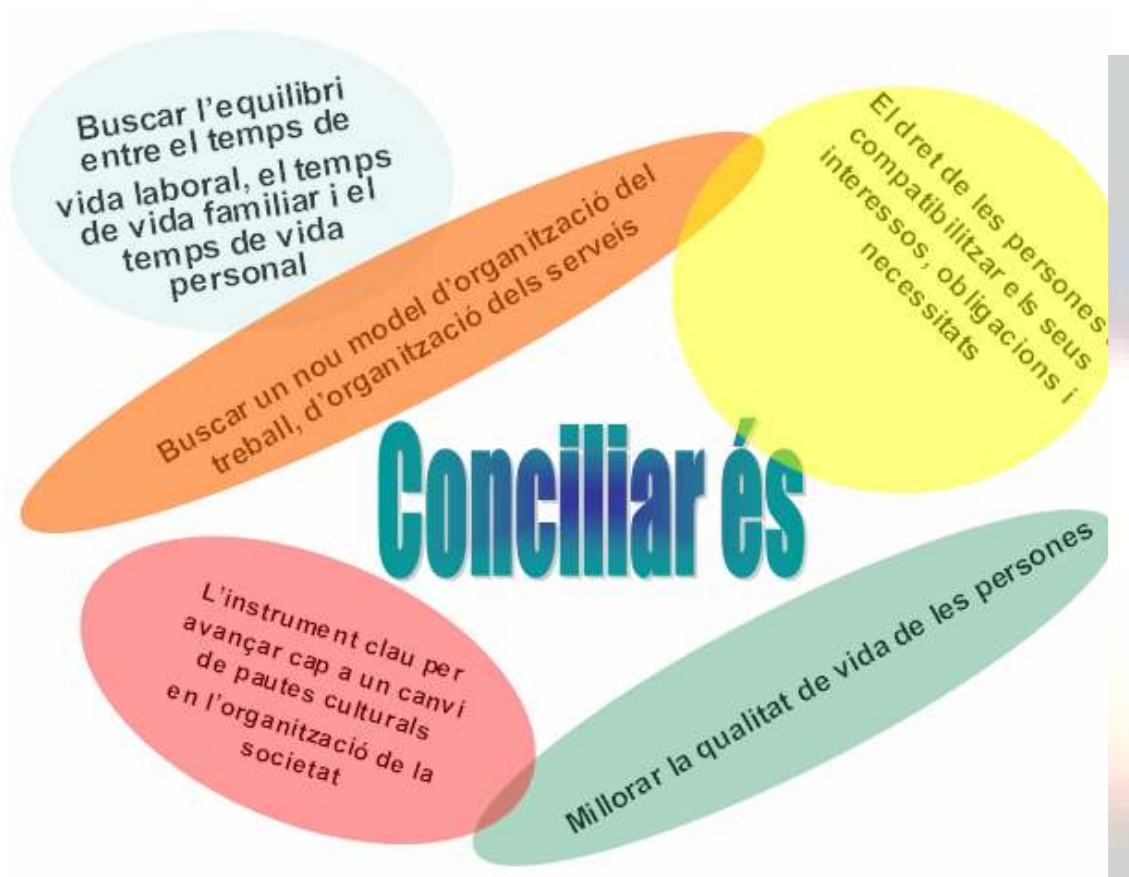 Buscar l'equilibri
entre el temps de
vida laboral, el temps
de vida familiar i el
temps de vida
personal
Buscar un nou model d'organització del
treball, d'organització dels serveis
El dret de les persones
compatibilitzar els seus
interessos, obligacions i
necessitats
Conciliar és
L'instrument clau per
avançar cap a un canvi
de pautes culturals
en l'organització de la
societat
Millorar la qualitat de vida de les persones